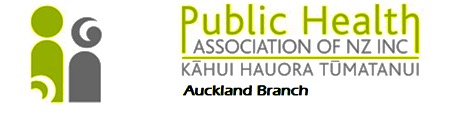 Public Health
ASSOCIATION OF NZ INC
KĀHUI HAUORA TŪMATANUI
Auckland Branch